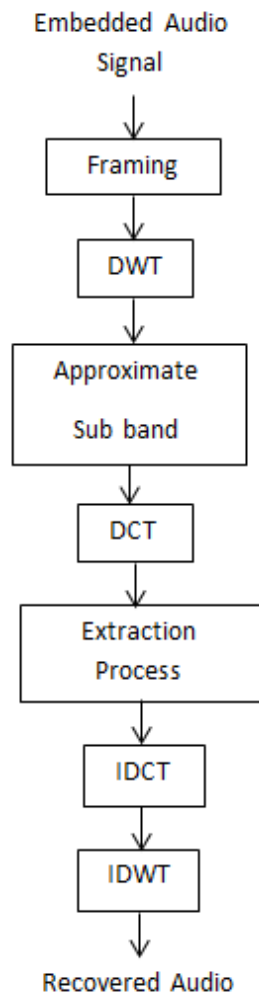 Embedded Audio
Signal
Framing
DWT
Approximate
Sub band
DCT
Extraction
Process
IDCT
IDWT
Recovered Audio